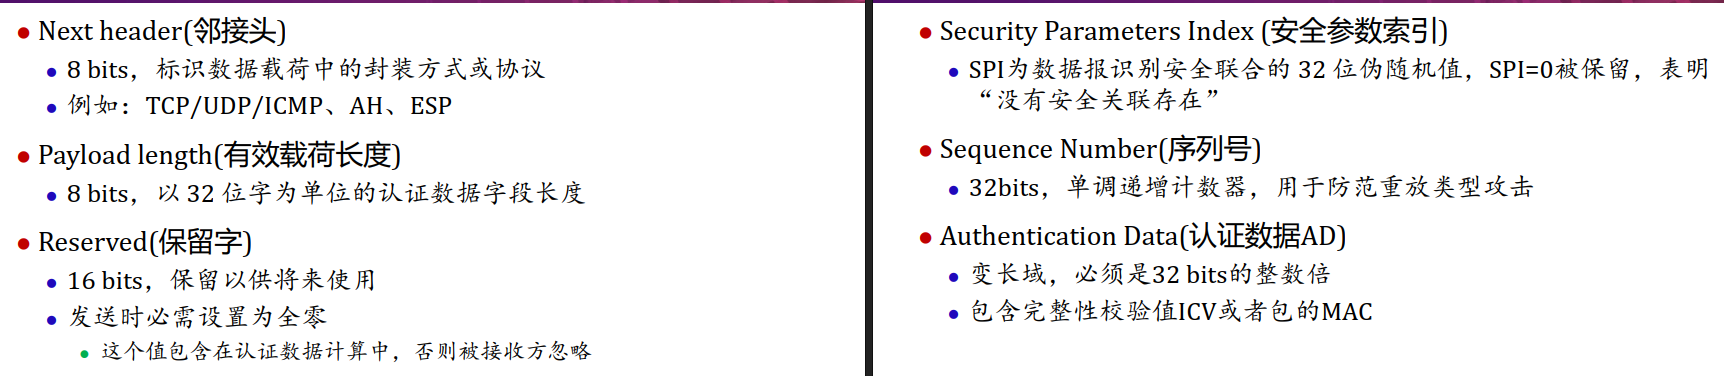 Next header(邻接头)
8 bits，标识数据载荷中的封装方式或协议
例如：TCP/UDP/ICMP、AH、ESP
Payload length(有效载荷长度)
8 bits，以 32 位字为单位的认证数据字段长度
Reserved(保留字)
16 bits，保留以供将来使用
发送时必需设置为全零
这个值包含在认证数据计算中，否则被接收方忽略
Security Parameters Index (安全参数索引)
SPI为数据报识别安全联合的 32 位伪随机值，SPI=0被保留，表明
“没有安全关联存在”
Sequence Number(序列号)
32bits，单调递增计数器，用于防范重放类型攻击
Authentication Data(认证数据AD)
变长域，必须是32 bits的整数倍
包含完整性校验值ICV或者包的MAC